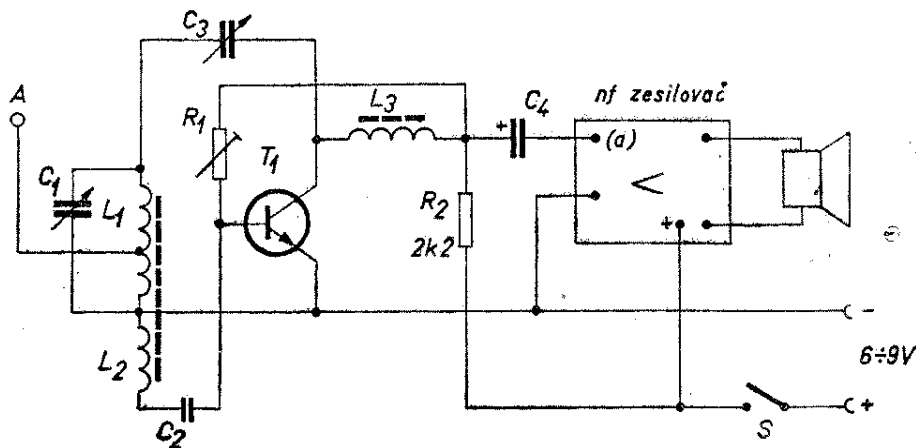 C3
A
nf zesilovač
L3
C4
R1
+
(a)
T1
C1
L1
<
R2
+
2k2
-
L2
6÷9V
+
C2
S